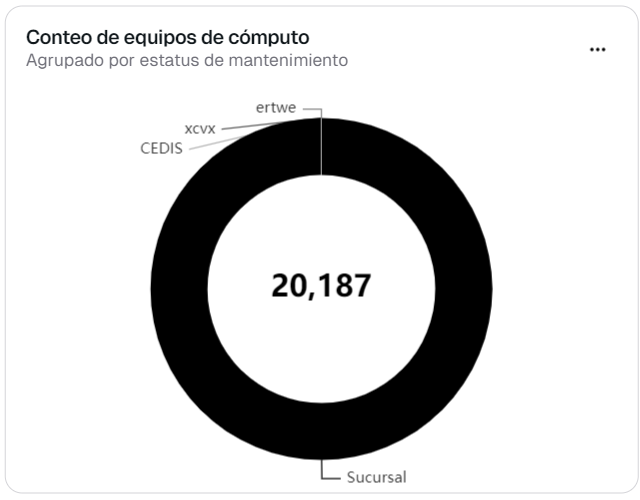 Conteo de equipos de cómputo
Agrupado por estatus de mantenimiento
ertwe
xcvx
CEDIS
20,187
Sucursal